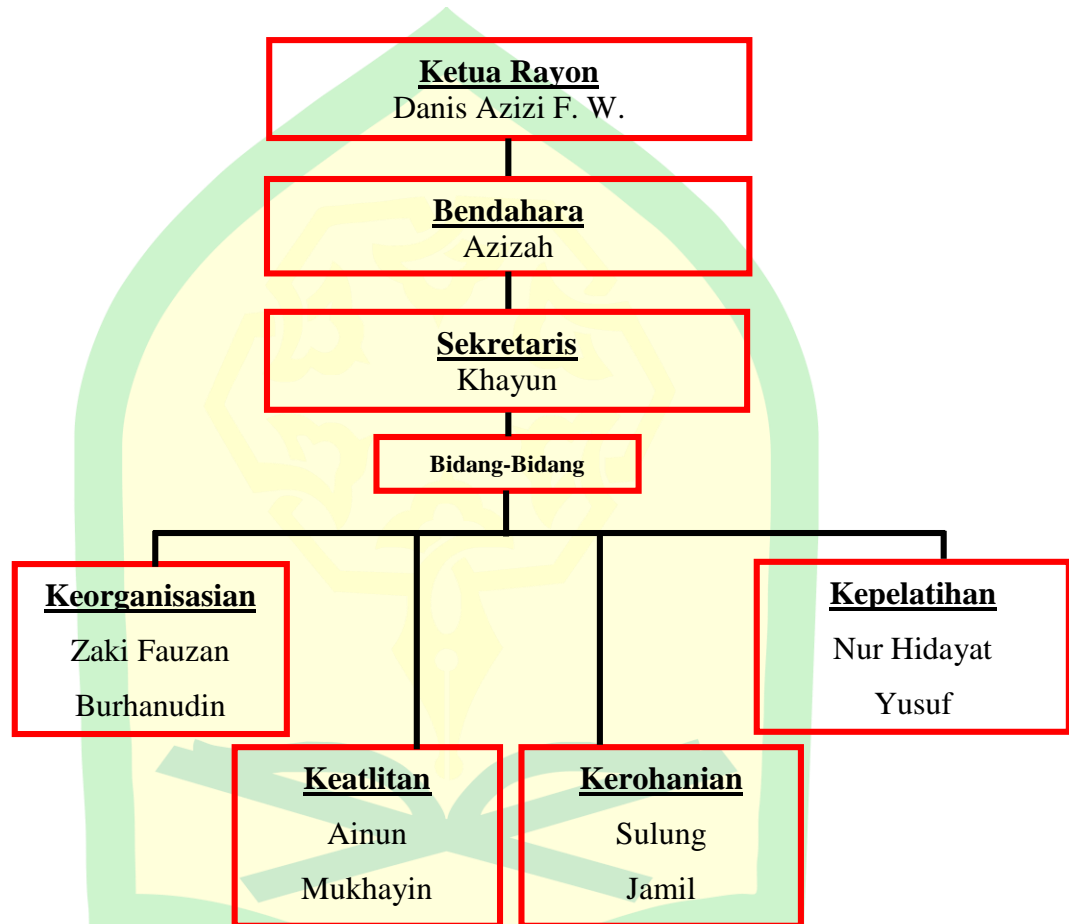 Ketua Rayon
Danis Azizi F. W.
Bendahara
Azizah
Sekretaris
Khayun
Bidang-Bidang
Keorganisasian
Zaki Fauzan
Burhanudin
Keatlitan
Ainun
Mukhayin
Kerohanian
Sulung
Jamil
Kepelatihan
Nur Hidayat
Yusuf